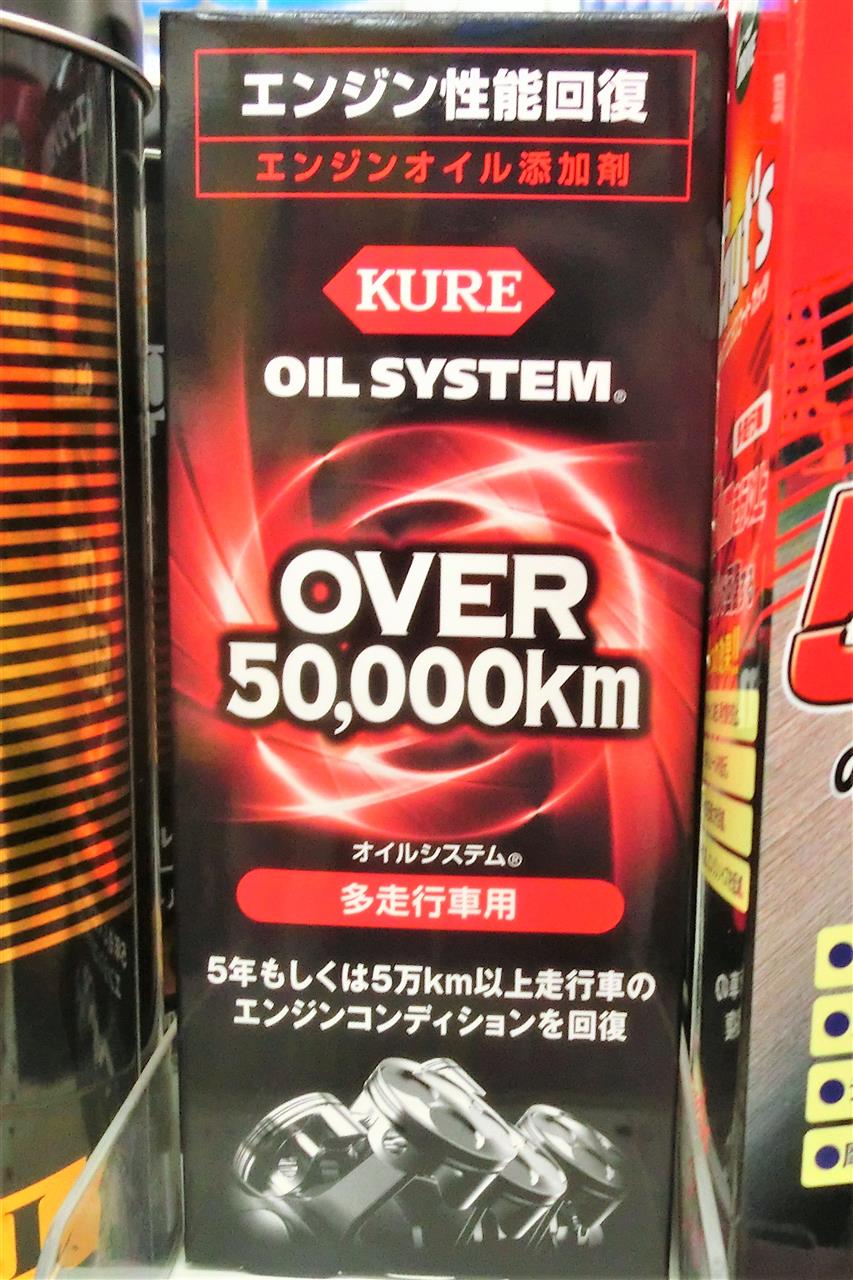 エンジン性能回復
エンジンオイル添加剤
KURE
OIL SYSTEM®
OVER
50,000km
オイルシステム®
多走行車用
5年もしくは5万km以上走行車の
エンジンコンディションを回復